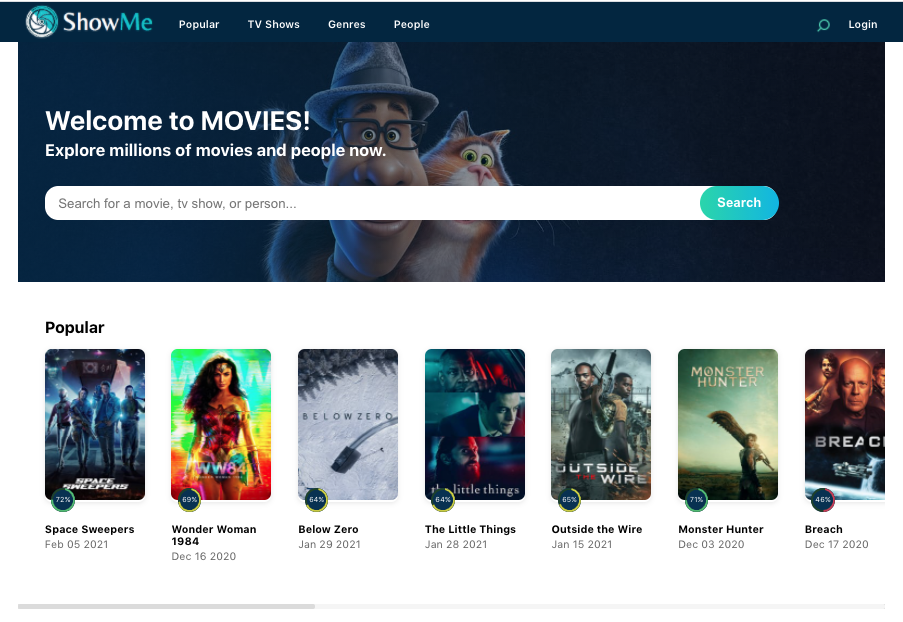 ShowMe Popular TV Shows Genres People Login
Welcome to MOVIES!
Explore millions of movies and people now.
Search for a movie, tv show, or person... Search
Popular
SPACE SWEEPERS
WW84
BELOWZERO
the little things
OUTSIDE THE WIRE
MONSTER HUNTER
BREACH
72% 69% 64% 64% 65% 71% 46%
Space Sweepers
Feb 05 2021
Wonder Woman
1984
Dec 16 2020
Below Zero
Jan 29 2021
The Little Things
Jan 28 2021
Outside the Wire
Jan 15 2021
Monster Hunter
Dec 03 2020
Breach
Dec 17 2020